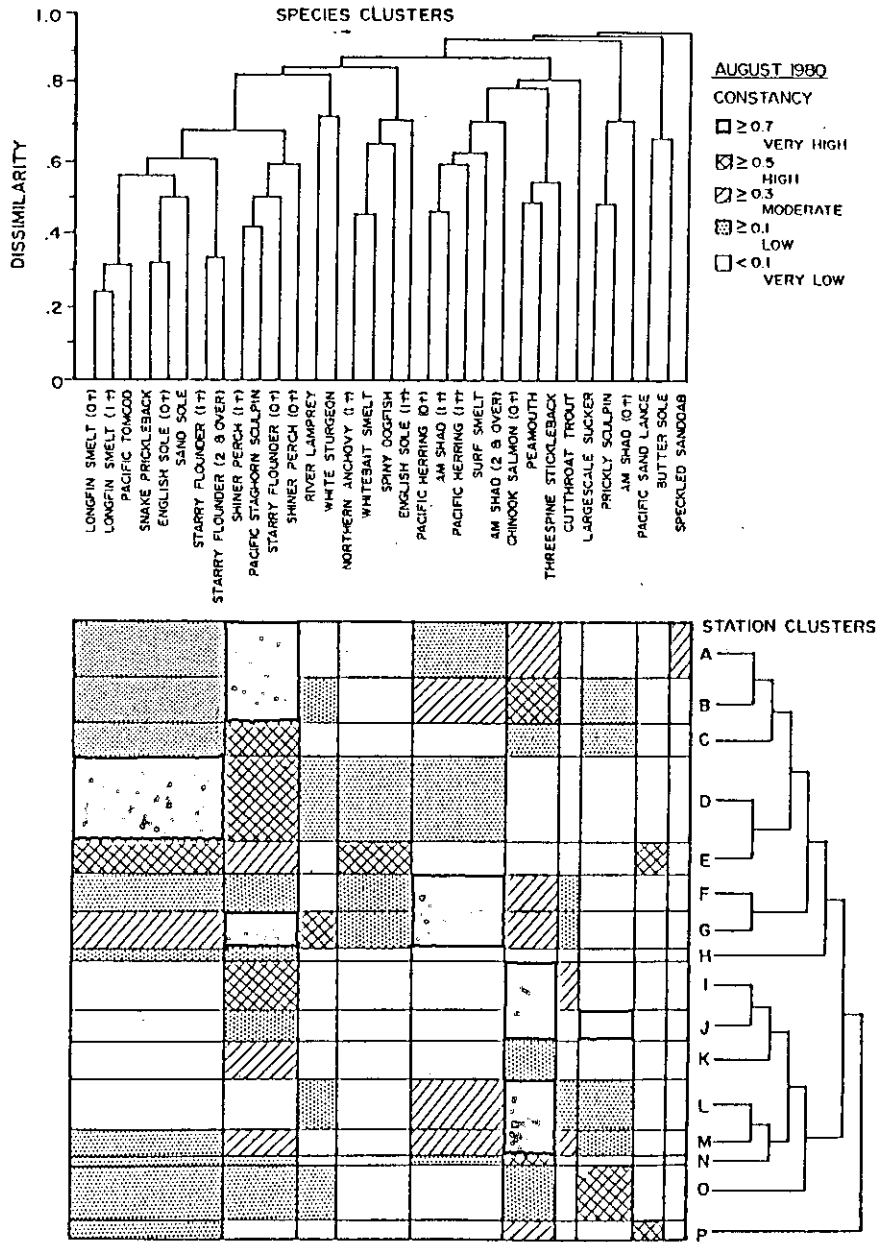 SPECIES CLUSTERS
1.0
.8
.6
.4
.2
0
DISSIMILARITY
AUGUST 1980
CONSTANCY
≥ 0.7
VERY HIGH
≥ 0.5
HIGH
≥ 0.3
MODERATE
≥ 0.1
LOW
< 0.1
VERY LOW
LONGFIN SMELT (0+)
LONGFIN SMELT (1+)
PACIFIC TOMCOD
SNAKE PRICKLEBACK
ENGLISH SOLE (0+)
SAND SOLE
STARRY FLOUNDER (1+)
STARRY FLOUNDER (2 & OVER)
SHINER PERCH (1+)
PACIFIC STAGHORN SCULPIN
STARRY FLOUNDER (0+)
SHINER PERCH (0+)
RIVER LAMPREY
WHITE STURGEON
NORTHERN ANCHOVY (1+)
WHITEBAIT SMELT
SPINY DOGFISH
ENGLISH SOLE (1+)
PACIFIC HERRING (0+)
AM SHAD (1+)
PACIFIC HERRING (1+)
SURF SMELT
AM SHAD (2 & OVER)
CHINOOK SALMON (0+)
PEAMOUTH
THREESPINE STICKLEBACK
CUTTHROAT TROUT
LARGESCALE SUCKER
PRICKLY SCULPIN
AM SHAD (0+)
PACIFIC SAND LANCE
BUTTER SOLE
SPECKLED SANDDAB
STATION CLUSTERS
A
B
C
D
E
F
G
H
I
J
K
L
M
N
O
P